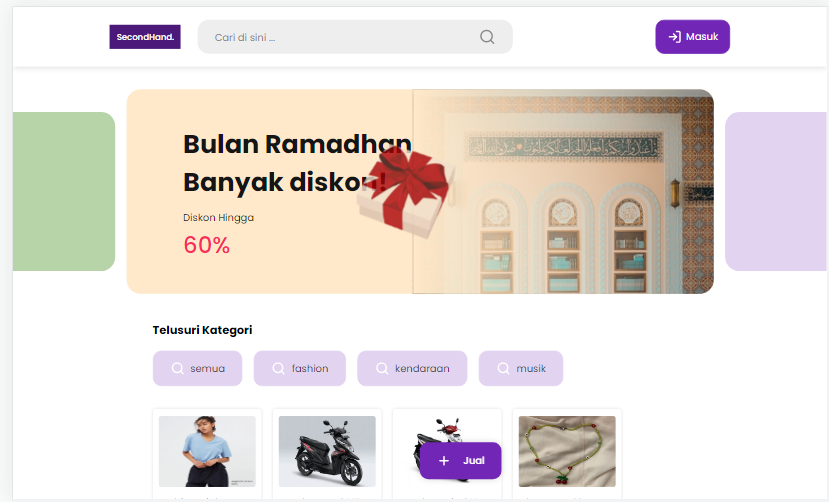 SecondHand.
Cari di sini ...
Masuk
Bulan Ramadhan
Banyak diskon!
Diskon Hingga
60%
Telusuri Kategori
semua
fashion
kendaraan
musik
Jual